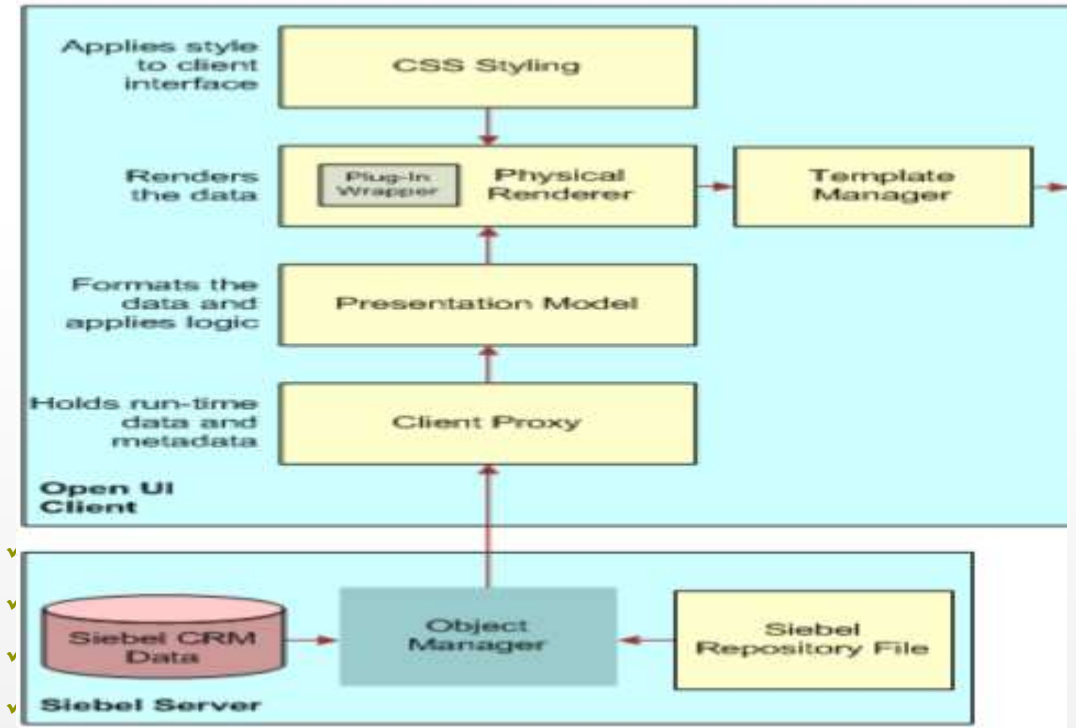 Applies style
to client
interface
CSS Styling
Renders
the data
Plug-In
Wrapper
Physical
Renderer
Template
Manager
Formats the
data and
applies logic
Presentation Model
Holds run-time
data and
metadata
Client Proxy
Open UI
Client
Siebel CRM
Data
Object
Manager
Siebel
Repository File
Siebel Server